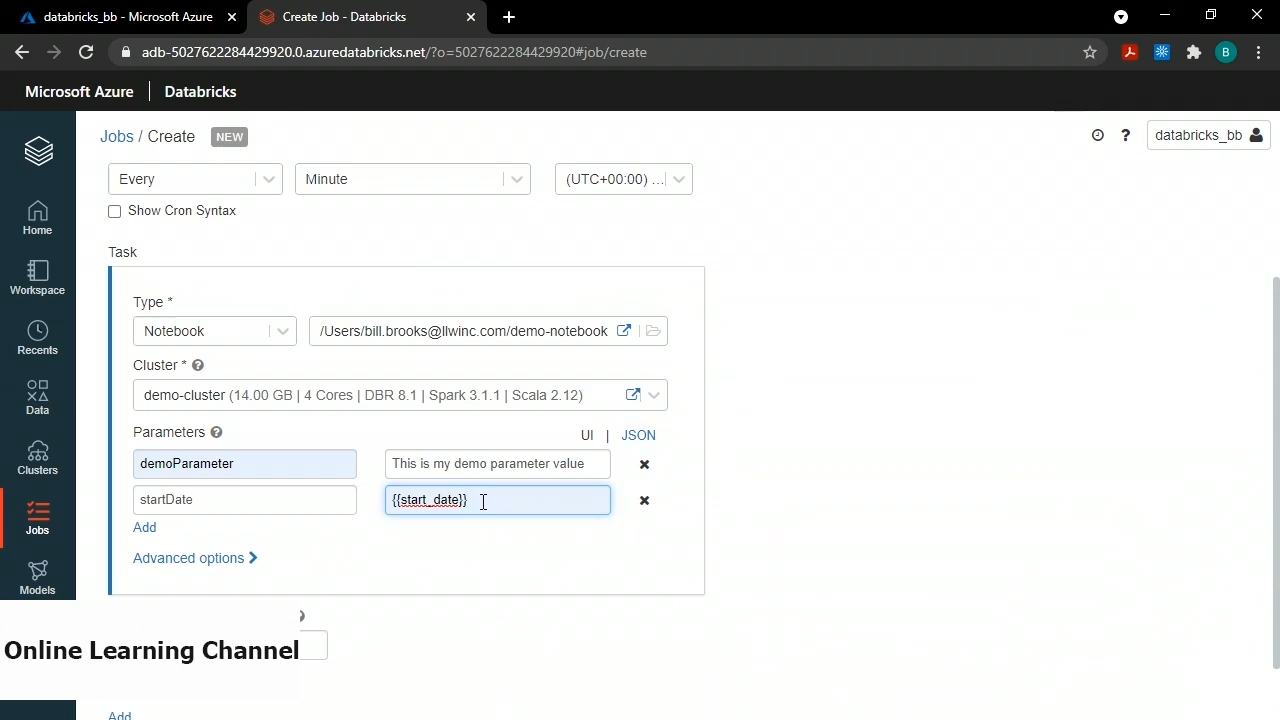 databricks_bb - Microsoft Azure
Create Job - Databricks
adb-5027622284429920.0.azuredatabricks.net/?o=5027622284429920#job/create
B
Microsoft Azure
Databricks
Jobs / Create NEW
? databricks_bb
Every
Minute
(UTC+00:00) ...
Show Cron Syntax
Home
Workspace
Recents
Data
Clusters
Jobs
Models
Task
Type *
Notebook
/Users/bill.brooks@llwinc.com/demo-notebook
Cluster * ?
demo-cluster (14.00 GB | 4 Cores | DBR 8.1 | Spark 3.1.1 | Scala 2.12)
Parameters ?
UI | JSON
demoParameter
This is my demo parameter value
startDate
{{start_date}}
Add
Advanced options
Online Learning Channel
Add